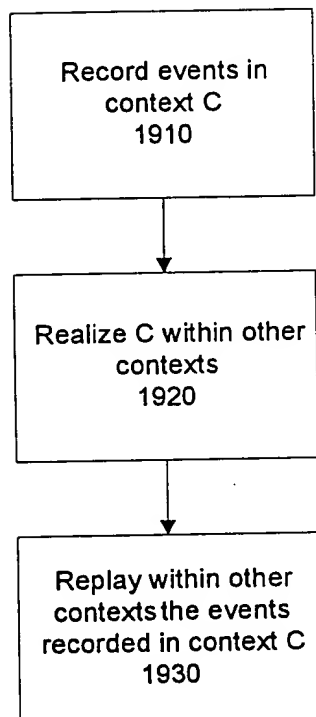 Record events in
context C
1910
Realize C within other
contexts
1920
Replay within other
contexts the events
recorded in context C
1930